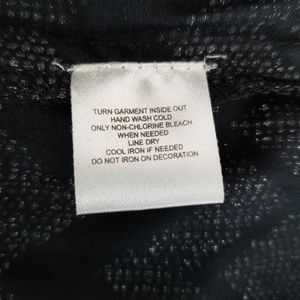 TURN GARMENT INSIDE OUT
HAND WASH COLD
ONLY NON-CHLORINE BLEACH
WHEN NEEDED
LINE DRY
COOL IRON IF NEEDED
DO NOT IRON ON DECORATION